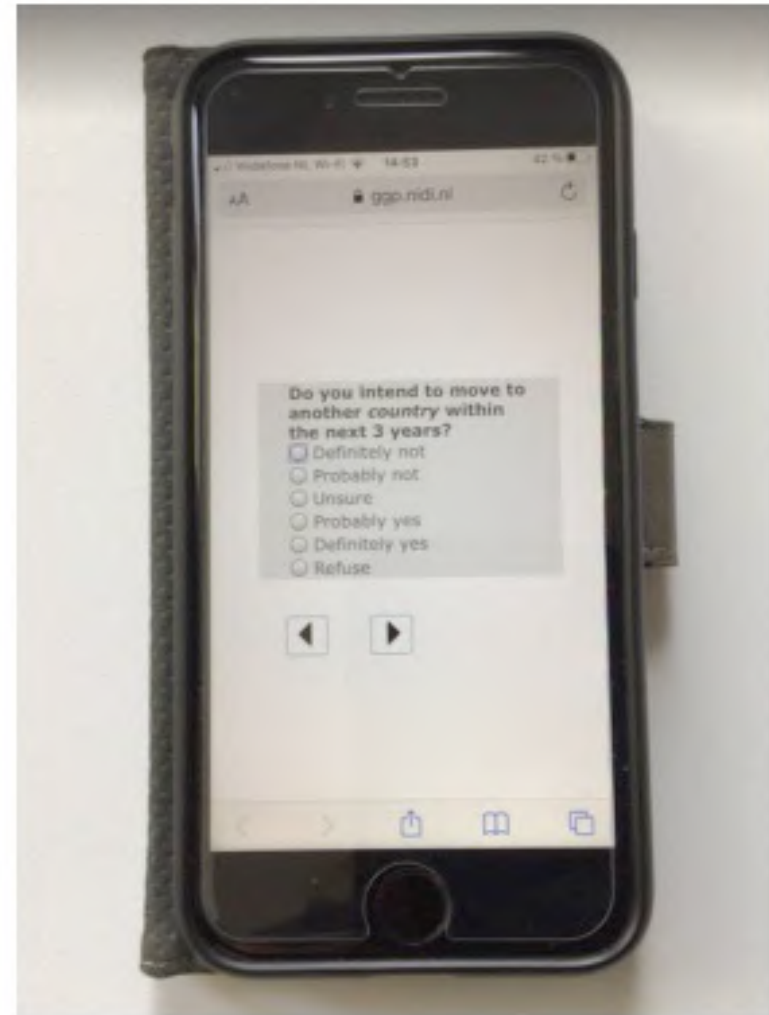 Vodafone NL Wi-Fi 14:53 42 %
AA ggp.nidi.nl
Do you intend to move to
another country within
the next 3 years?
Definitely not
Probably not
Unsure
Probably yes
Definitely yes
Refuse